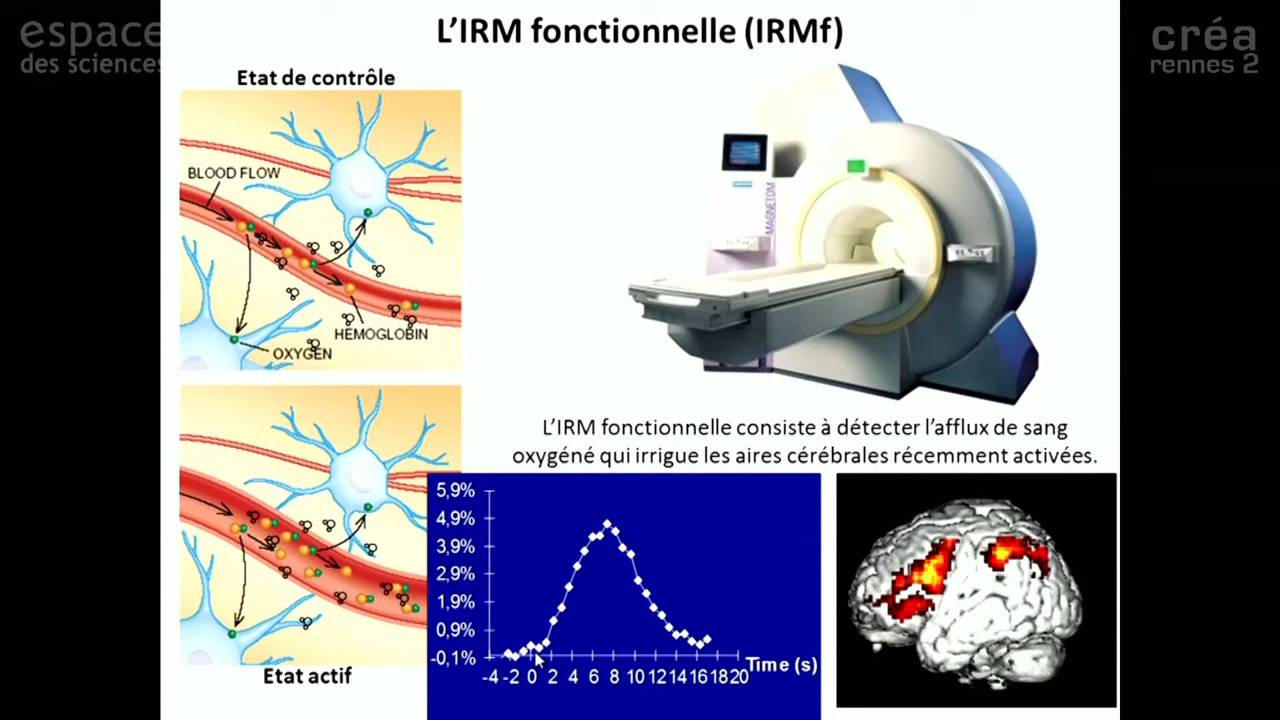 espace
des sciences
L’IRM fonctionnelle (IRMf)
créa
rennes 2
Etat de contrôle
BLOOD FLOW
HEMOGLOBIN
OXYGEN
MAGNETOM
L’IRM fonctionnelle consiste à détecter l’afflux de sang
oxygéné qui irrigue les aires cérébrales récemment activées.
Etat actif
5,9%
4,9%
3,9%
2,9%
1,9%
0,9%
-0,1%
-4 -2 0 2 4 6 8 10 12 14 16 18 20
Time (s)